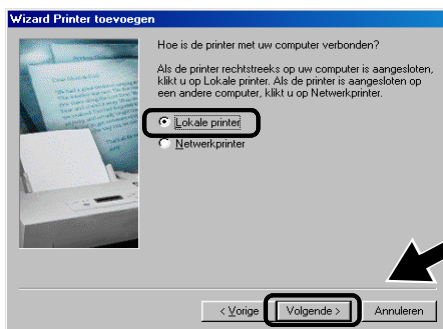 Wizard Printer toevoegen
Hoe is de printer met uw computer verbonden?
Als de printer rechtstreeks op uw computer is aangesloten,
klikt u op Lokale printer. Als de printer is aangesloten op
een andere computer, klikt u op Netwerkprinter.
Lokale printer
Netwerkprinter
< Vorige
Volgende >
Annuleren